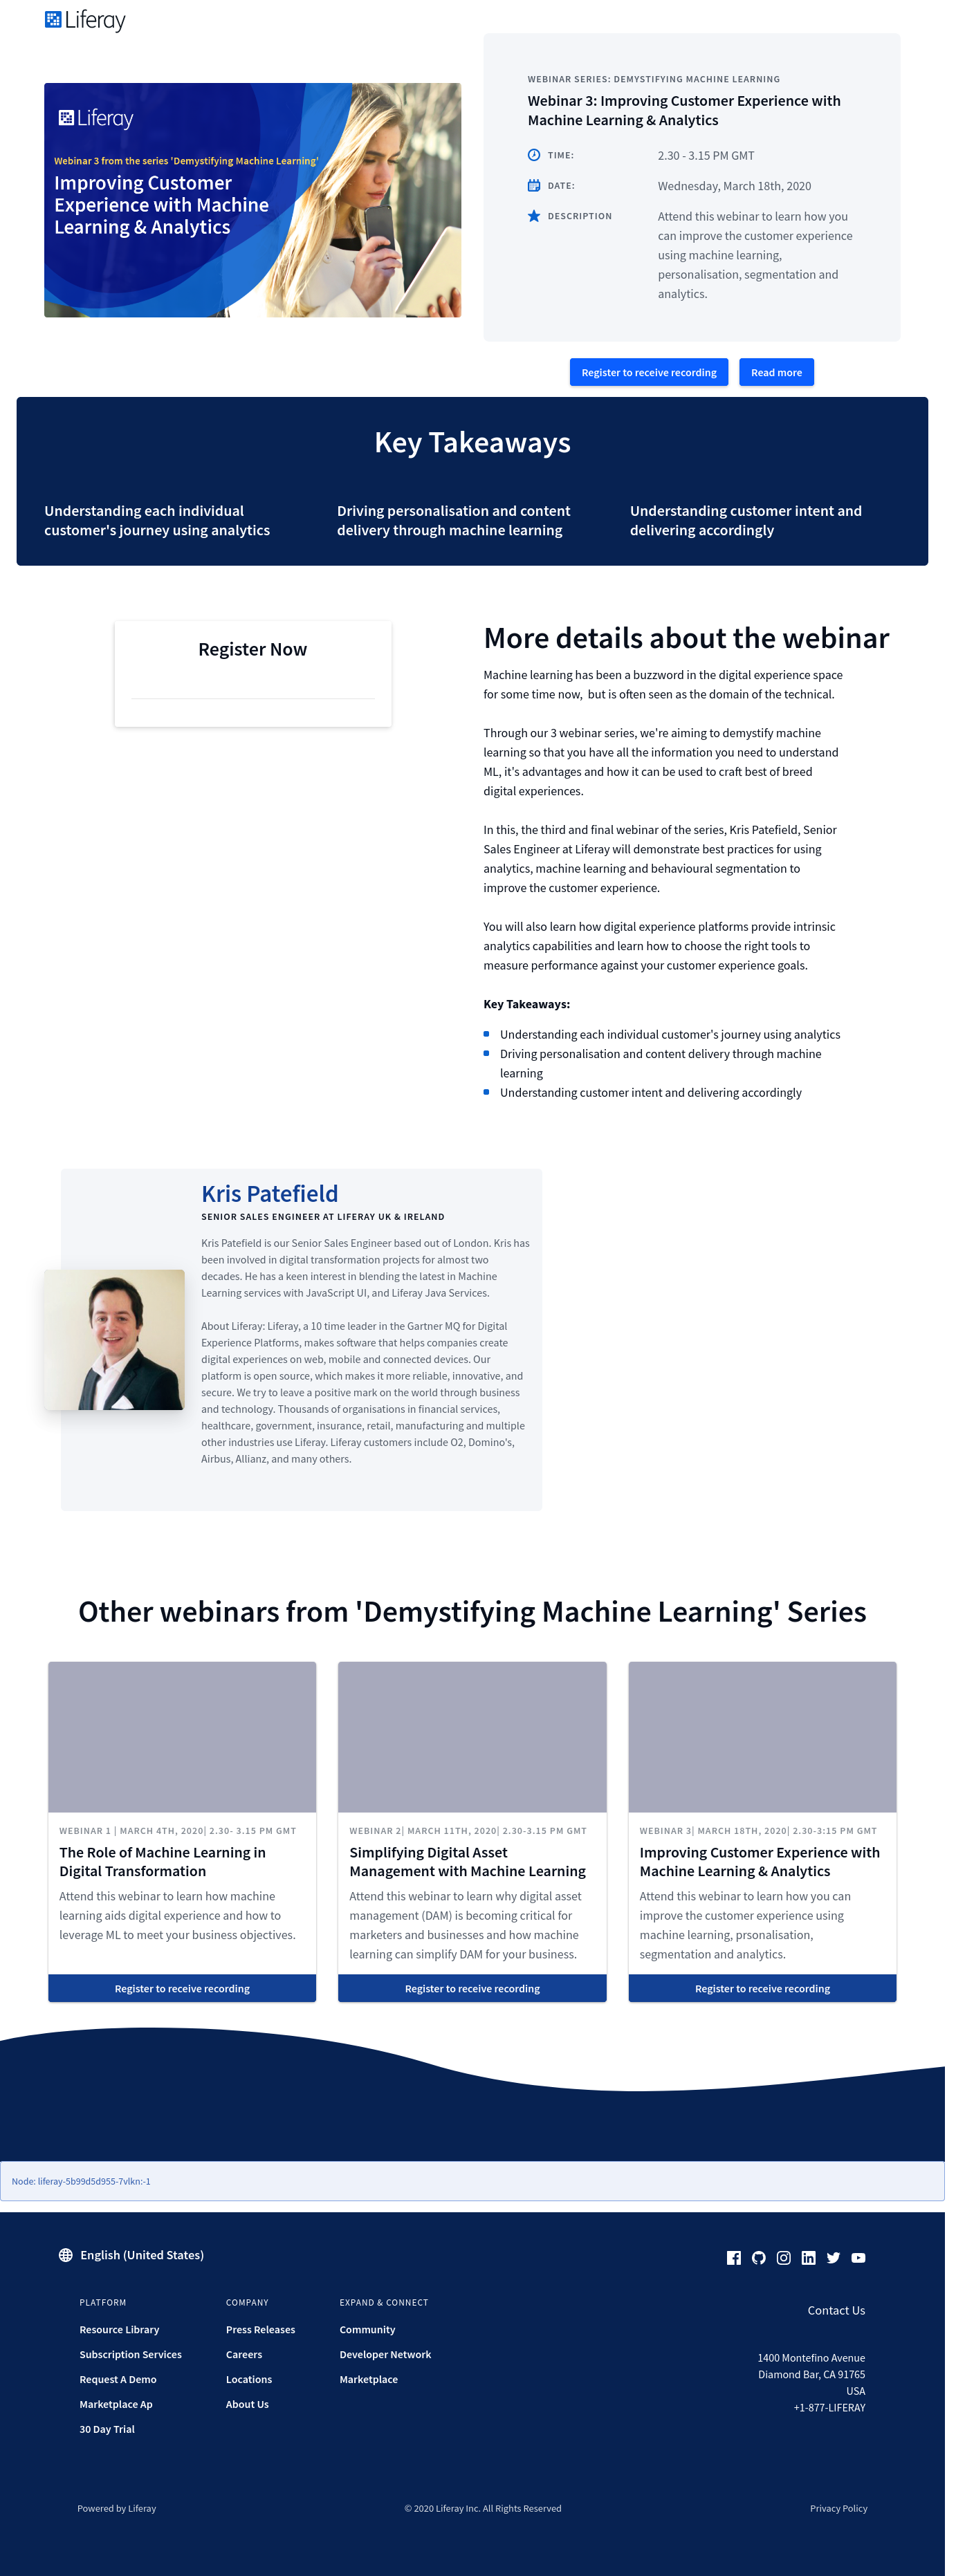 Liferay
Liferay
Webinar 3 from the series 'Demystifying Machine Learning'
Improving Customer
Experience with Machine
Learning & Analytics
WEBINAR SERIES: DEMYSTIFYING MACHINE LEARNING
Webinar 3: Improving Customer Experience with
Machine Learning & Analytics
TIME:
2.30 - 3.15 PM GMT
DATE:
Wednesday, March 18th, 2020
DESCRIPTION
Attend this webinar to learn how you
can improve the customer experience
using machine learning,
personalisation, segmentation and
analytics.
Register to receive recording
Read more
Key Takeaways
Understanding each individual
customer's journey using analytics
Driving personalisation and content
delivery through machine learning
Understanding customer intent and
delivering accordingly
Register Now
More details about the webinar
Machine learning has been a buzzword in the digital experience space
for some time now,  but is often seen as the domain of the technical.
Through our 3 webinar series, we're aiming to demystify machine
learning so that you have all the information you need to understand
ML, it's advantages and how it can be used to craft best of breed
digital experiences.
In this, the third and final webinar of the series, Kris Patefield, Senior
Sales Engineer at Liferay will demonstrate best practices for using
analytics, machine learning and behavioural segmentation to
improve the customer experience.
You will also learn how digital experience platforms provide intrinsic
analytics capabilities and learn how to choose the right tools to
measure performance against your customer experience goals.
Key Takeaways:
Understanding each individual customer's journey using analytics
Driving personalisation and content delivery through machine
learning
Understanding customer intent and delivering accordingly
Kris Patefield
SENIOR SALES ENGINEER AT LIFERAY UK & IRELAND
Kris Patefield is our Senior Sales Engineer based out of London. Kris has
been involved in digital transformation projects for almost two
decades. He has a keen interest in blending the latest in Machine
Learning services with JavaScript UI, and Liferay Java Services.
About Liferay: Liferay, a 10 time leader in the Gartner MQ for Digital
Experience Platforms, makes software that helps companies create
digital experiences on web, mobile and connected devices. Our
platform is open source, which makes it more reliable, innovative, and
secure. We try to leave a positive mark on the world through business
and technology. Thousands of organisations in financial services,
healthcare, government, insurance, retail, manufacturing and multiple
other industries use Liferay. Liferay customers include O2, Domino's,
Airbus, Allianz, and many others.
Other webinars from 'Demystifying Machine Learning' Series
WEBINAR 1 | MARCH 4TH, 2020| 2.30- 3.15 PM GMT
The Role of Machine Learning in
Digital Transformation
Attend this webinar to learn how machine
learning aids digital experience and how to
leverage ML to meet your business objectives.
Register to receive recording
WEBINAR 2| MARCH 11TH, 2020| 2.30-3.15 PM GMT
Simplifying Digital Asset
Management with Machine Learning
Attend this webinar to learn why digital asset
management (DAM) is becoming critical for
marketers and businesses and how machine
learning can simplify DAM for your business.
Register to receive recording
WEBINAR 3| MARCH 18TH, 2020| 2.30-3:15 PM GMT
Improving Customer Experience with
Machine Learning & Analytics
Attend this webinar to learn how you can
improve the customer experience using
machine learning, prsonalisation,
segmentation and analytics.
Register to receive recording
Node: liferay-5b99d5d955-7vlkn:-1
English (United States)
PLATFORM
Resource Library
Subscription Services
Request A Demo
Marketplace Ap
30 Day Trial
COMPANY
Press Releases
Careers
Locations
About Us
EXPAND & CONNECT
Community
Developer Network
Marketplace
Contact Us
1400 Montefino Avenue
Diamond Bar, CA 91765
USA
+1-877-LIFERAY
Powered by Liferay
© 2020 Liferay Inc. All Rights Reserved
Privacy Policy